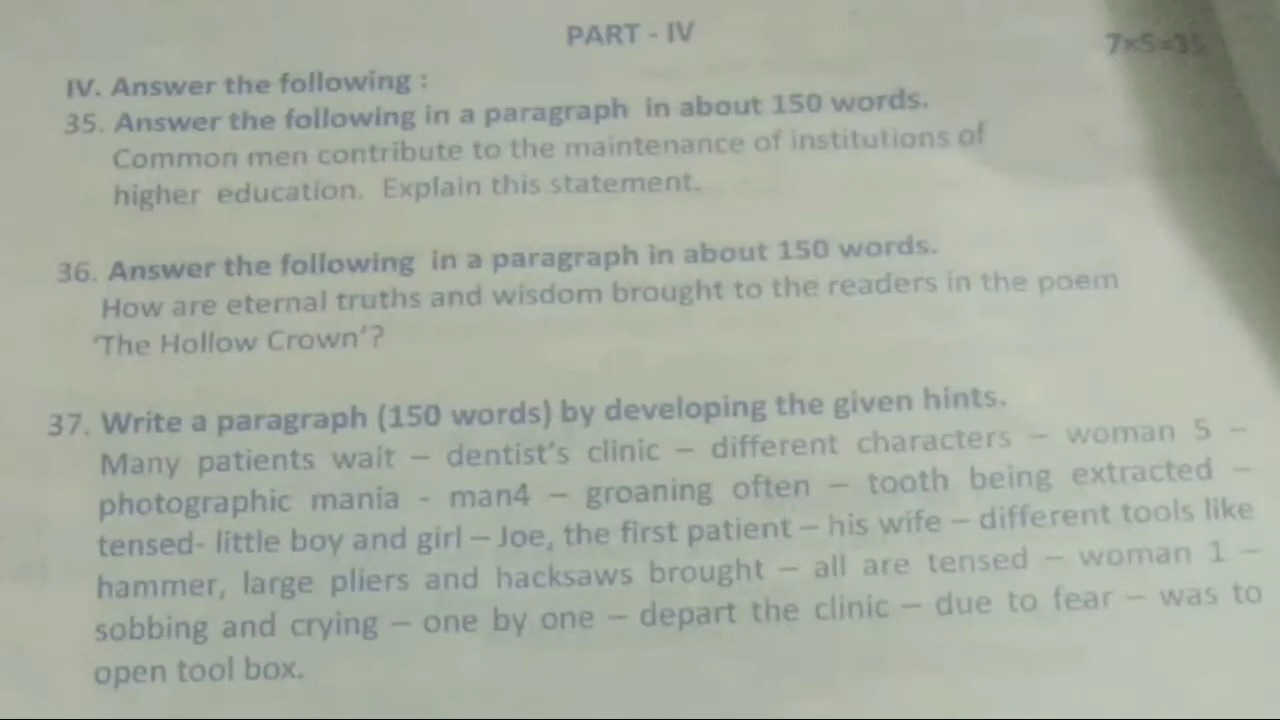 PART - IV
7x5=35
IV. Answer the following :
35. Answer the following in a paragraph in about 150 words.
Common men contribute to the maintenance of institutions of
higher education. Explain this statement.
36. Answer the following in a paragraph in about 150 words.
How are eternal truths and wisdom brought to the readers in the poem
'The Hollow Crown'?
37. Write a paragraph (150 words) by developing the given hints.
Many patients wait – dentist's clinic – different characters – woman 5 –
photographic mania - man4 – groaning often – tooth being extracted –
tensed- little boy and girl – Joe, the first patient – his wife – different tools like
hammer, large pliers and hacksaws brought – all are tensed – woman 1 –
sobbing and crying – one by one – depart the clinic – due to fear – was to
open tool box.